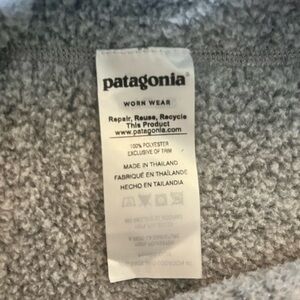 patagonia®
WORN WEAR
Repair, Reuse, Recycle
This Product
www.patagonia.com
100% POLYESTER
EXCLUSIVE OF TRIM
MADE IN THAILAND
FABRIQUÉ EN THAÏLANDE
HECHO EN TAILANDIA